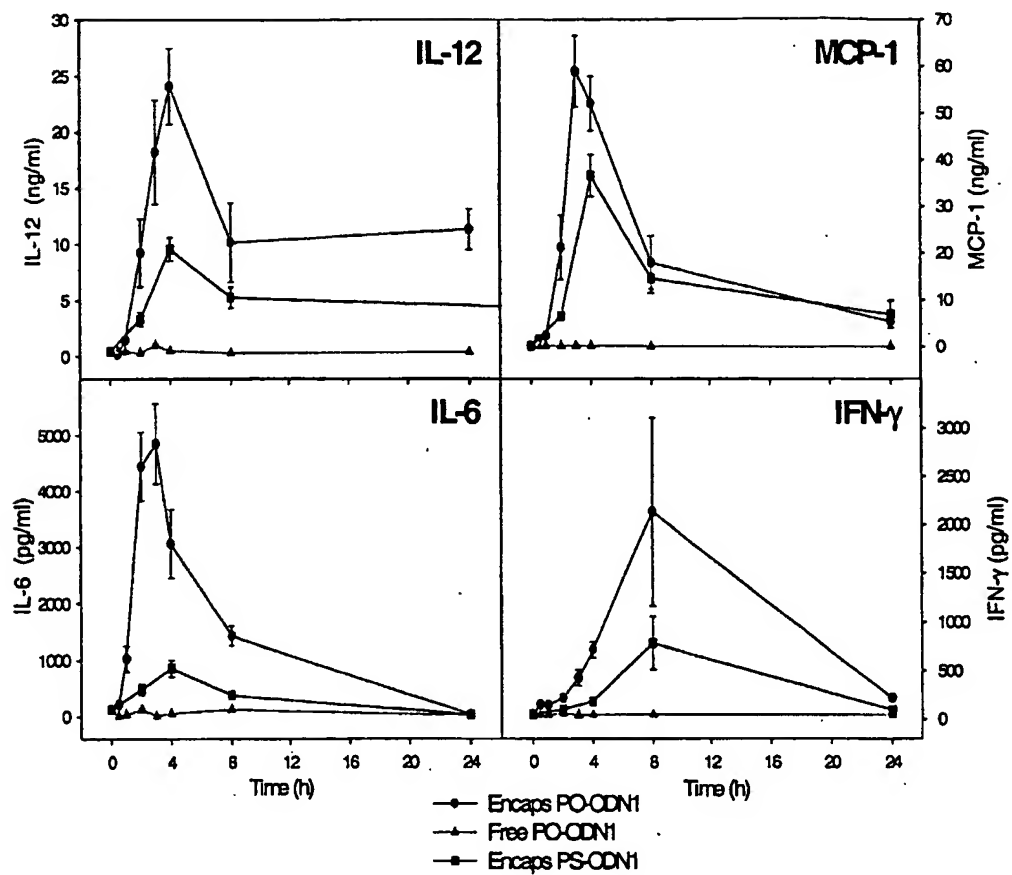 IL-12
MCP-1
30
25
20
15
10
5
0
IL-12 (ng/ml)
70
60
50
40
30
20
10
0
MCP-1 (ng/ml)
IL-6
IFN-γ
5000
4000
3000
2000
1000
0
IL-6 (pg/ml)
3000
2500
2000
1500
1000
500
0
IFN-γ (pg/ml)
0 4 8 12 16 20 24
0 4 8 12 16 20 24
Time (h)
Time (h)
Encaps PO-ODN1
Free PO-ODN1
Encaps PS-ODN1